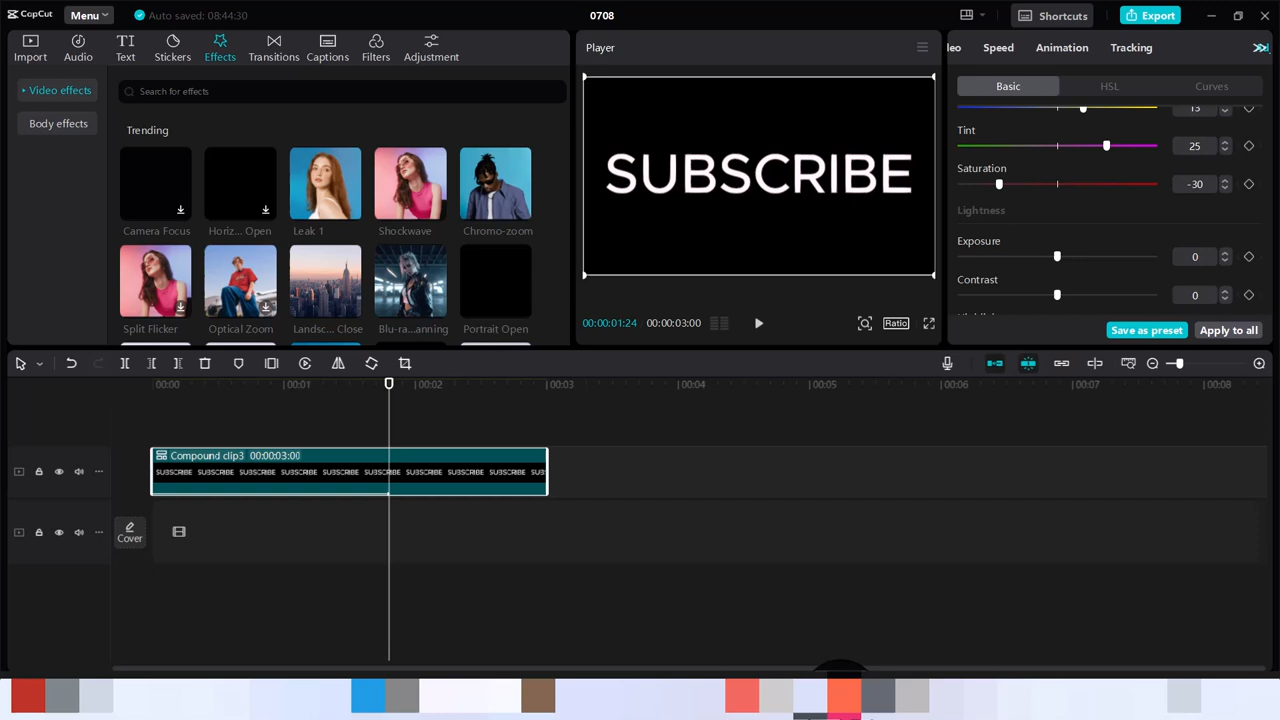 CapCut
Menu
Auto saved: 08:44:30
0708
Shortcuts
Export
Import
Audio
Text
Stickers
Effects
Transitions
Captions
Filters
Adjustment
Video effects
Body effects
Search for effects
Trending
Camera Focus
Horiz... Open
Leak 1
Shockwave
Chromo-zoom
Split Flicker
Optical Zoom
Landsc... Close
Blu-ra...anning
Portrait Open
Player
SUBSCRIBE
00:00:01:24
00:00:03:00
Ratio
leo
Speed
Animation
Tracking
Basic
HSL
Curves
15
Tint
25
Saturation
-30
Lightness
Exposure
0
Contrast
0
Save as preset
Apply to all
00:00
00:01
00:02
00:03
00:04
00:05
00:06
00:07
00:08
Compound clip3 00:00:03:00
SUBSCRIBE SUBSCRIBE SUBSCRIBE SUBSCRIBE SUBSCRIBE SUBSCRIBE SUBSCRIBE SUBSCRIBE SUBSCRIBE SUBS
Cover